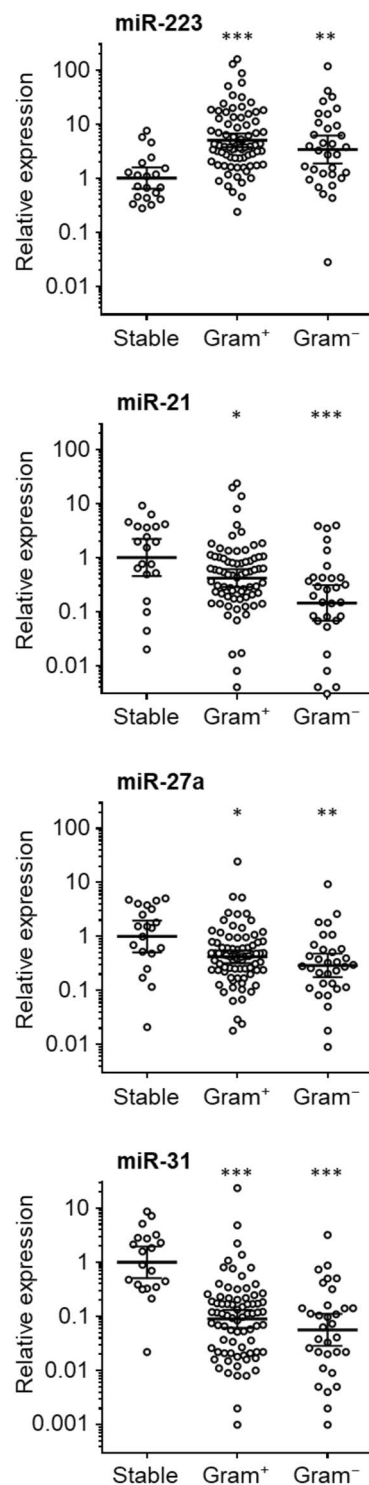 miR-223
*** **
Relative expression
100
10
1
0.1
0.01
Stable Gram⁺ Gram⁻
miR-21
* ***
Relative expression
100
10
1
0.1
0.01
Stable Gram⁺ Gram⁻
miR-27a
* **
Relative expression
100
10
1
0.1
0.01
Stable Gram⁺ Gram⁻
miR-31
*** ***
Relative expression
10
1
0.1
0.01
0.001
Stable Gram⁺ Gram⁻